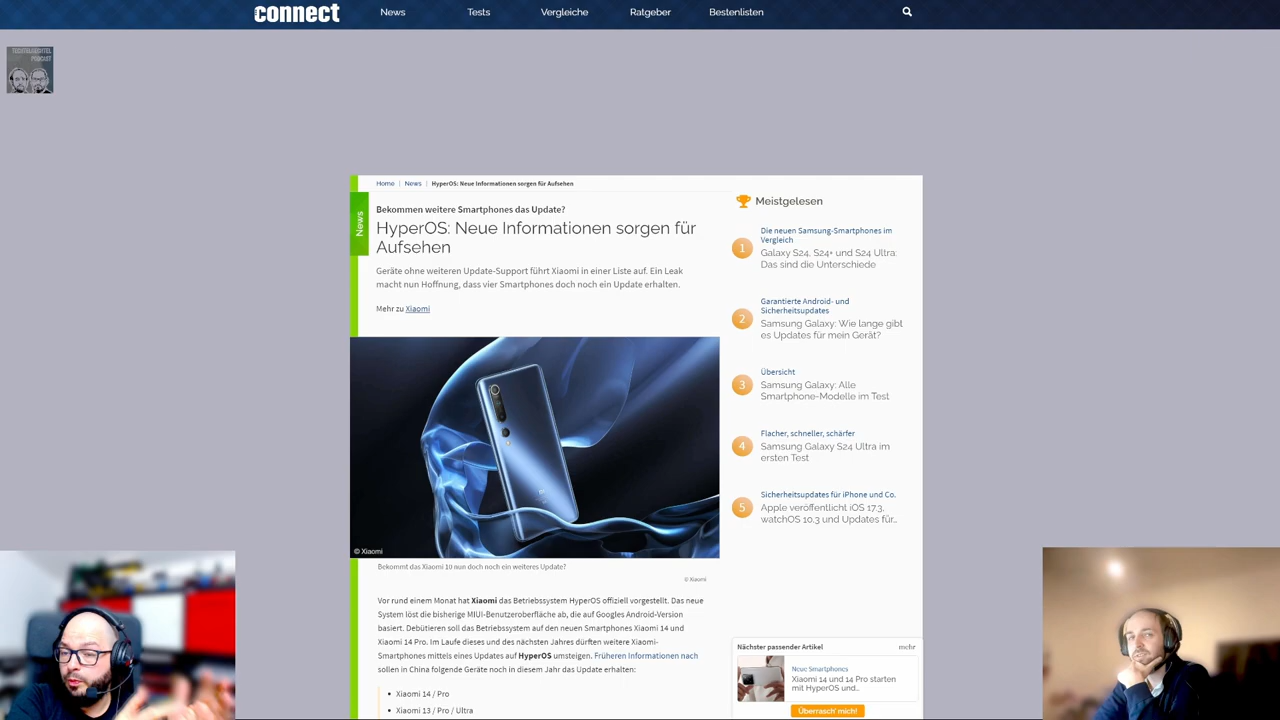 connect
News
Tests
Vergleiche
Ratgeber
Bestenlisten
TECHTELMECHTEL
PODCAST
Home | News | HyperOS: Neue Informationen sorgen für Aufsehen
News
Bekommen weitere Smartphones das Update?
HyperOS: Neue Informationen sorgen für
Aufsehen
Geräte ohne weiteren Update-Support führt Xiaomi in einer Liste auf. Ein Leak
macht nun Hoffnung, dass vier Smartphones doch noch ein Update erhalten.
Mehr zu Xiaomi
© Xiaomi
Bekommt das Xiaomi 10 nun doch noch ein weiteres Update?
© Xiaomi
Vor rund einem Monat hat Xiaomi das Betriebssystem HyperOS offiziell vorgestellt. Das neue
System löst die bisherige MIUI-Benutzeroberfläche ab, die auf Googles Android-Version
basiert. Debütieren soll das Betriebssystem auf den neuen Smartphones Xiaomi 14 und
Xiaomi 14 Pro. Im Laufe dieses und des nächsten Jahres dürften weitere Xiaomi-
Smartphones mittels eines Updates auf HyperOS umsteigen. Früheren Informationen nach
sollen in China folgende Geräte noch in diesem Jahr das Update erhalten:
• Xiaomi 14 / Pro
• Xiaomi 13 / Pro / Ultra
Meistgelesen
1
Die neuen Samsung-Smartphones im
Vergleich
Galaxy S24, S24+ und S24 Ultra:
Das sind die Unterschiede
2
Garantierte Android- und
Sicherheitsupdates
Samsung Galaxy: Wie lange gibt
es Updates für mein Gerät?
3
Übersicht
Samsung Galaxy: Alle
Smartphone-Modelle im Test
4
Flacher, schneller, schärfer
Samsung Galaxy S24 Ultra im
ersten Test
5
Sicherheitsupdates für iPhone und Co.
Apple veröffentlicht iOS 17.3,
watchOS 10.3 und Updates für...
Nächster passender Artikel
mehr
Neue Smartphones
Xiaomi 14 und 14 Pro starten
mit HyperOS und...
Überrasch' mich!